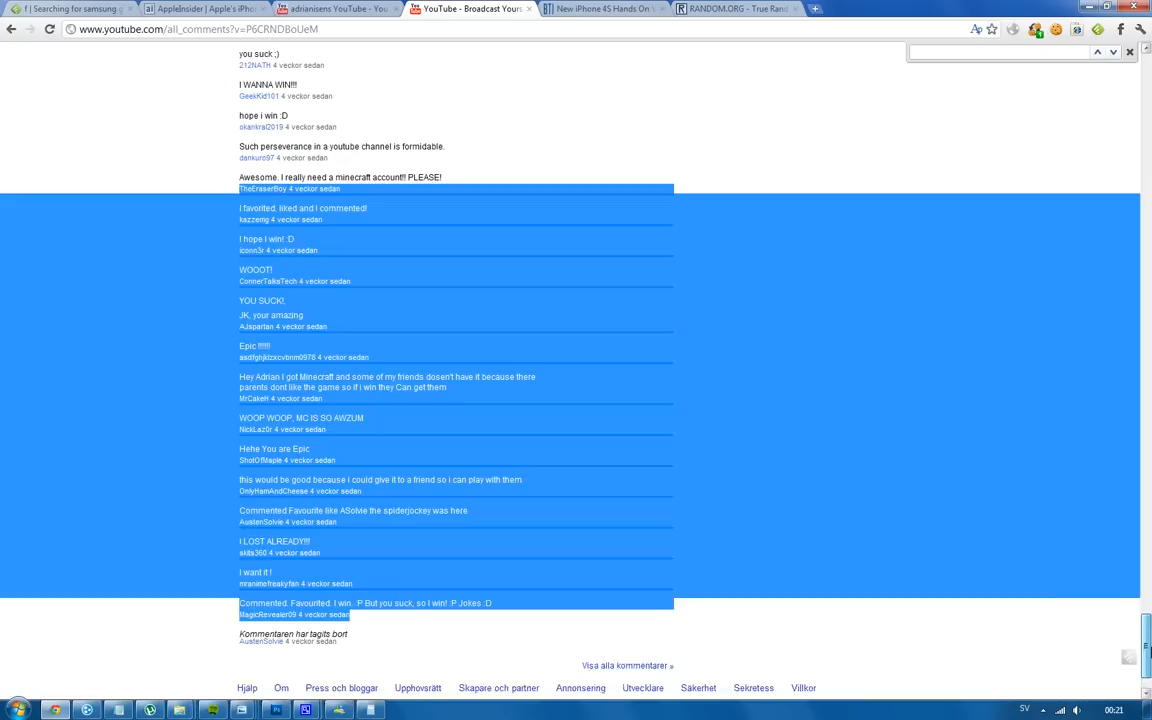 f | Searching for samsung.g
AppleInsider | Apple's iPho
adrianisens YouTube - You
YouTube - Broadcast Yours
New iPhone 4S Hands On V
RANDOM.ORG - True Rand
www.youtube.com/all_comments?v=P6CRNDBoUeM
you suck ;)
212NATH 4 veckor sedan
I WANNA WIN!!!
GeekKid101 4 veckor sedan
hope i win :D
okankral2019 4 veckor sedan
Such perseverance in a youtube channel is formidable.
dankuro97 4 veckor sedan
Awesome. I really need a minecraft account!! PLEASE!
TheEraserBoy 4 veckor sedan
I favorited, liked and I commented!
kazzemg 4 veckor sedan
I hope I win! :D
iconn3r 4 veckor sedan
WOOOT!
ConnerTalksTech 4 veckor sedan
YOU SUCK!,
JK, your amazing
AJspartan 4 veckor sedan
Epic !!!!!!
asdfghjklzxcvbnm0978 4 veckor sedan
Hey Adrian I got Minecraft and some of my friends dosen't have it because there
parents dont like the game so if i win they Can get them
MrCakeH 4 veckor sedan
WOOP WOOP, MC IS SO AWZUM
NickLaz0r 4 veckor sedan
Hehe You are Epic
ShotOfMaple 4 veckor sedan
this would be good because i could give it to a friend so i can play with them
OnlyHamAndCheese 4 veckor sedan
Commented Favourite like ASolvie the spiderjockey was here
AustenSolvie 4 veckor sedan
I LOST ALREADY!!!
skits360 4 veckor sedan
I want it !
mranimefreakyfan 4 veckor sedan
Commented. Favourited. I win. :P But you suck, so I win! :P Jokes :D
MagicRevealer09 4 veckor sedan
Kommentaren har tagits bort
AustenSolvie 4 veckor sedan
Visa alla kommentarer »
Hjälp Om Press och bloggar Upphovsrätt Skapare och partner Annonsering Utvecklare Säkerhet Sekretess Villkor
SV 00:21